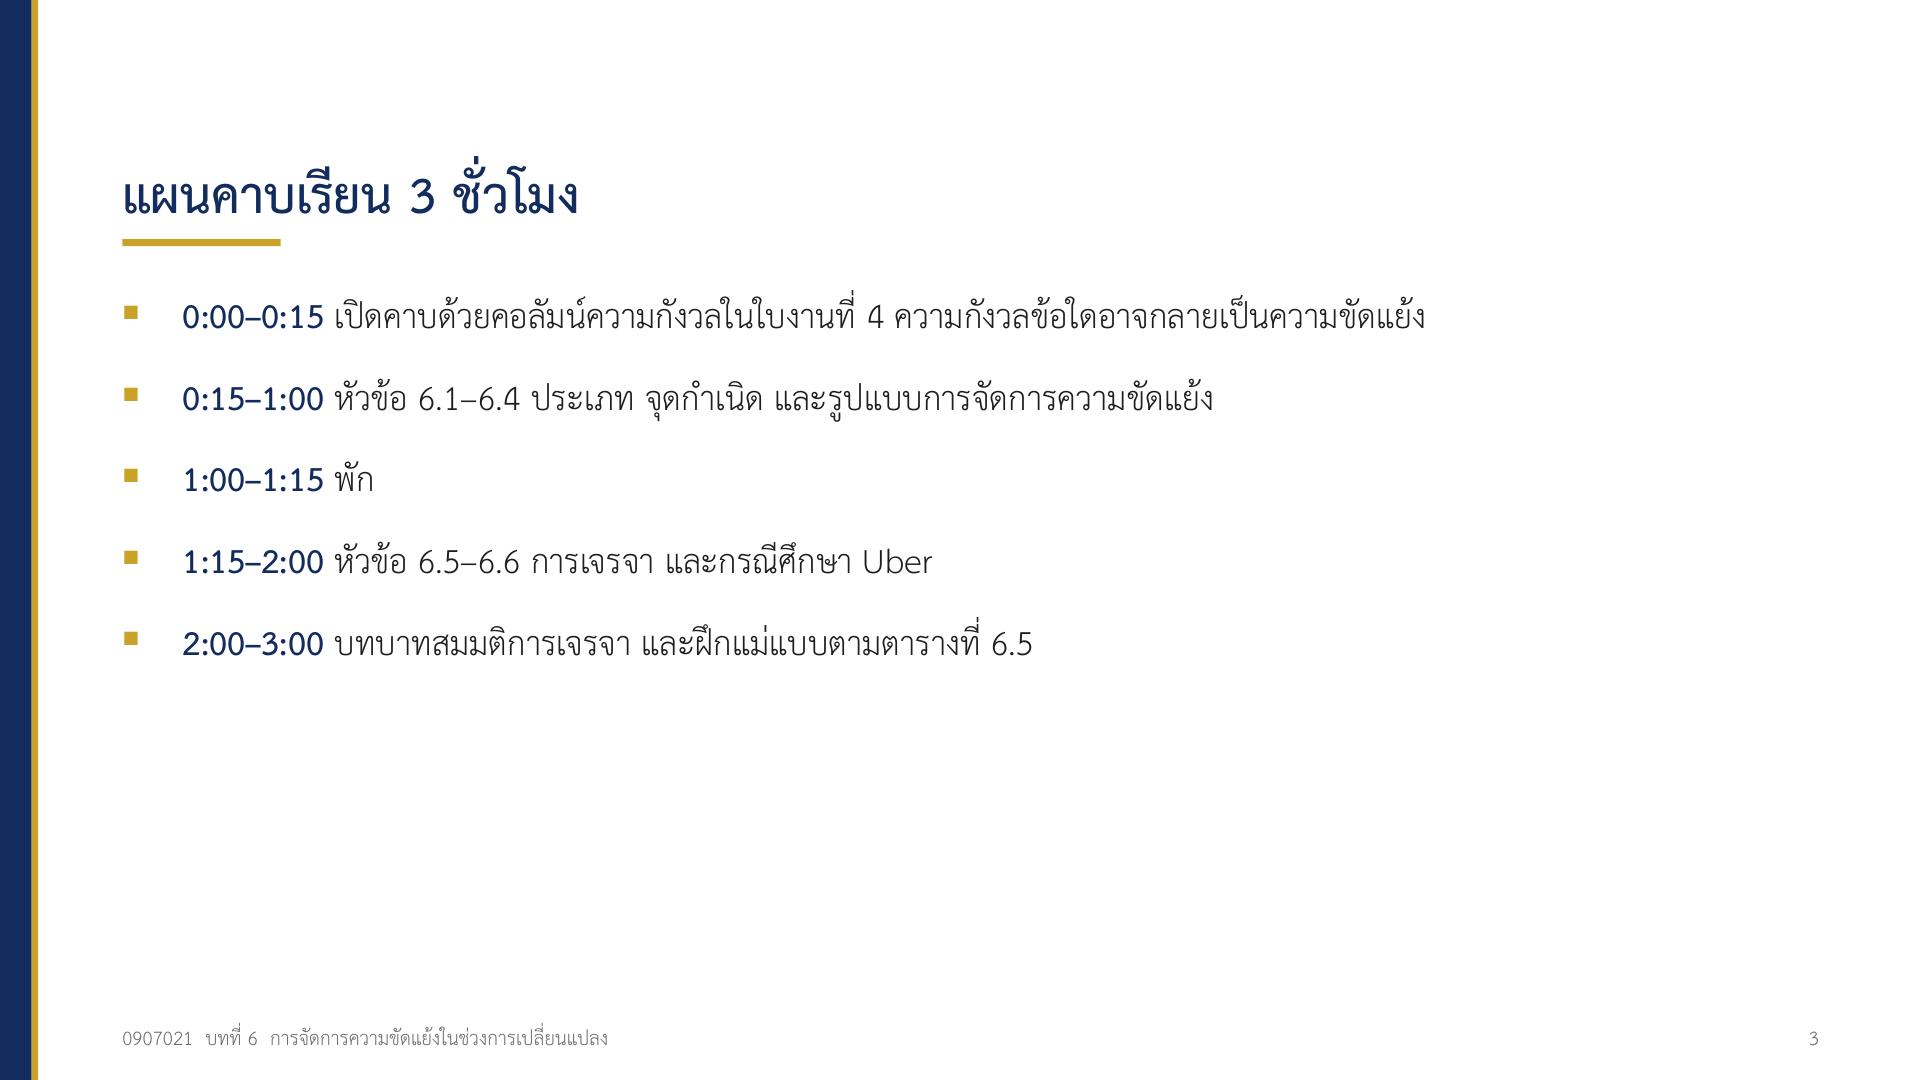 แผนคาบเรียน 3 ชั่วโมง
0:00–0:15 เปิดคาบด้วยคอลัมน์ความกังวลในใบงานที่ 4 ความกังวลข้อใดอาจกลายเป็นความขัดแย้ง
0:15–1:00 หัวข้อ 6.1–6.4 ประเภท จุดกำเนิด และรูปแบบการจัดการความขัดแย้ง
1:00–1:15 พัก
1:15–2:00 หัวข้อ 6.5–6.6 การเจรจา และกรณีศึกษา Uber
2:00–3:00 บทบาทสมมติการเจรจา และฝึกแม่แบบตามตารางที่ 6.5
0907021 บทที่ 6 การจัดการความขัดแย้งในช่วงการเปลี่ยนแปลง
3